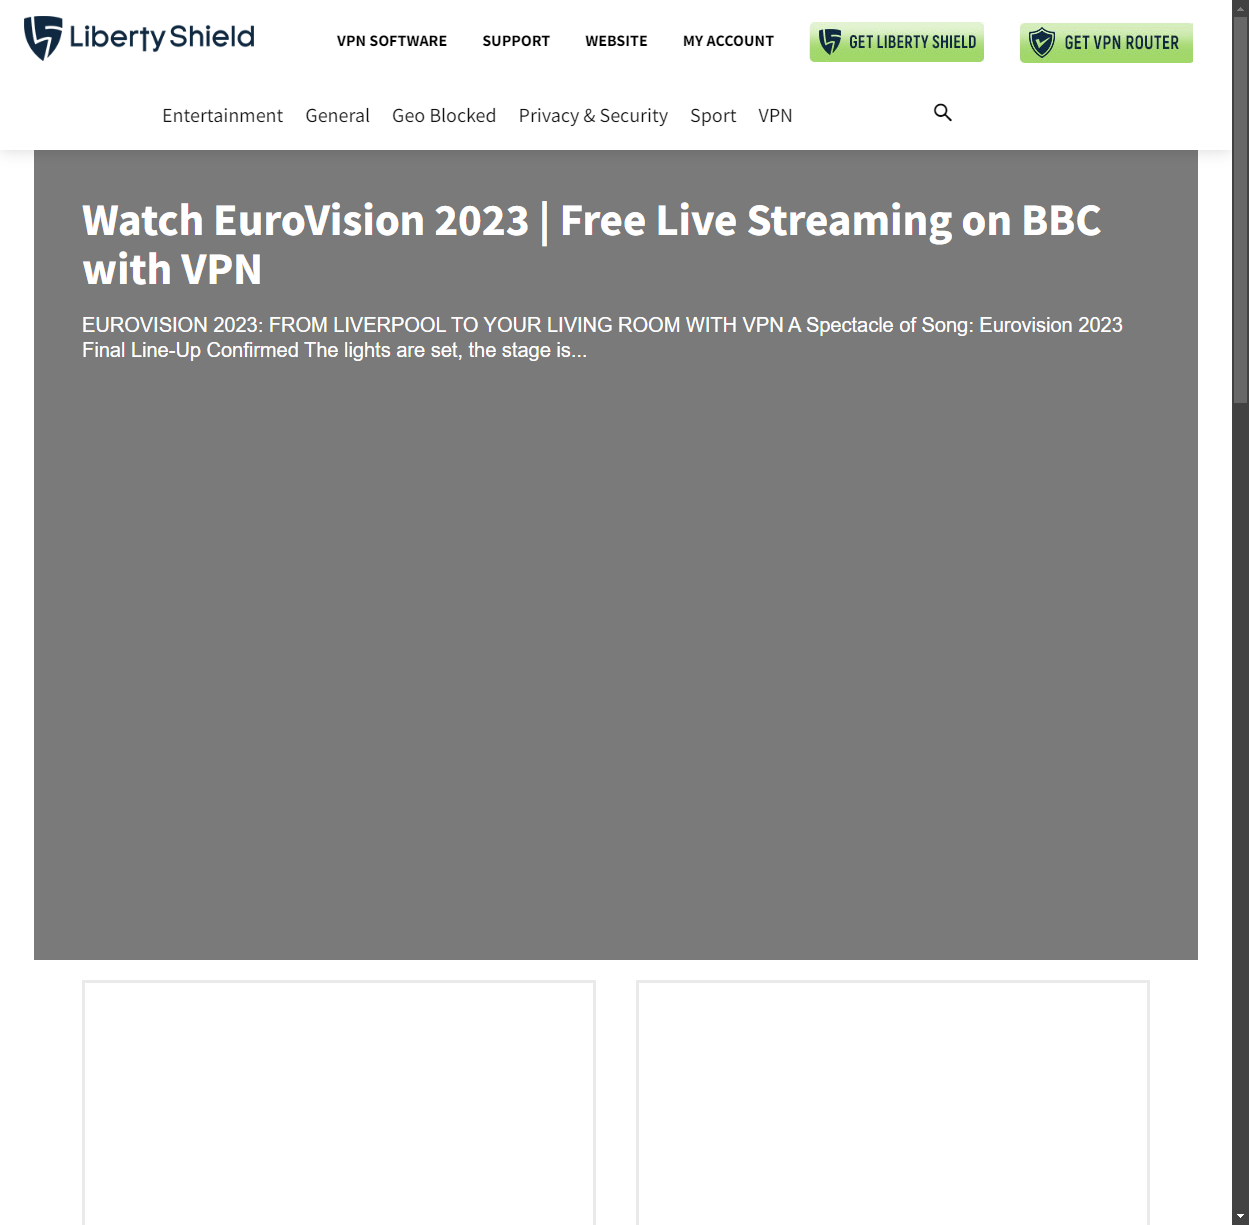 Liberty Shield
VPN SOFTWARE SUPPORT WEBSITE MY ACCOUNT GET LIBERTY SHIELD GET VPN ROUTER
Entertainment General Geo Blocked Privacy & Security Sport VPN
Watch EuroVision 2023 | Free Live Streaming on BBC
with VPN
EUROVISION 2023: FROM LIVERPOOL TO YOUR LIVING ROOM WITH VPN A Spectacle of Song: Eurovision 2023
Final Line-Up Confirmed The lights are set, the stage is...